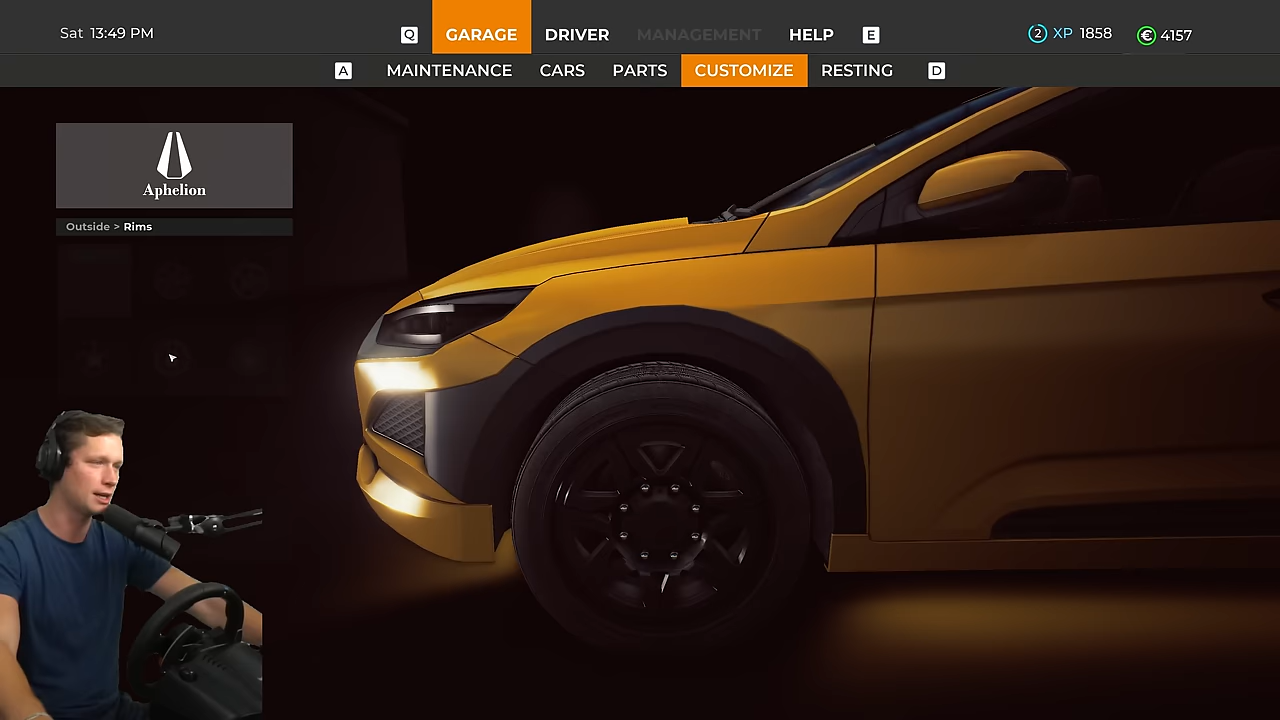 Sat 13:49 PM
Q GARAGE DRIVER MANAGEMENT HELP E
2 XP 1858 € 4157
A MAINTENANCE CARS PARTS CUSTOMIZE RESTING D
Aphelion
Outside > Rims